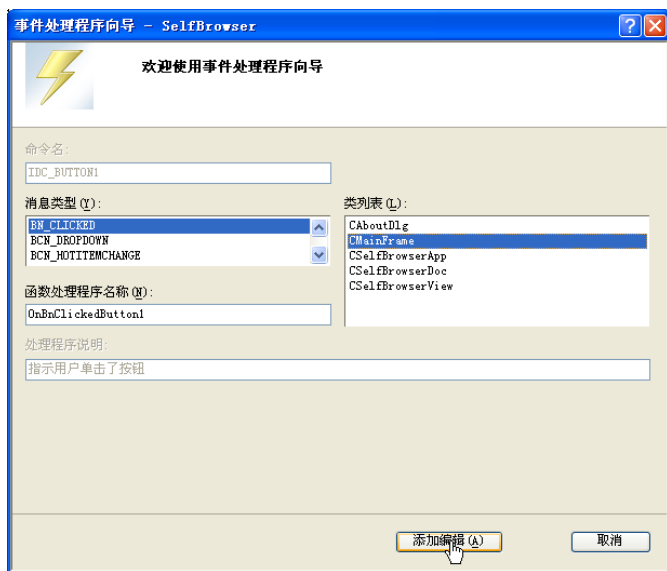 事件处理程序向导 - SelfBrowser
欢迎使用事件处理程序向导
命令名:
IDC_BUTTON1
消息类型(Y):
BN_CLICKED
BCN_DROPDOWN
BCN_HOTITEMCHANGE
类列表(L):
CAboutDlg
CMainFrame
CSelfBrowserApp
CSelfBrowserDoc
CSelfBrowserView
函数处理程序名称(N):
OnBnClickedButton1
处理程序说明:
指示用户单击了按钮
添加编辑(A)
取消